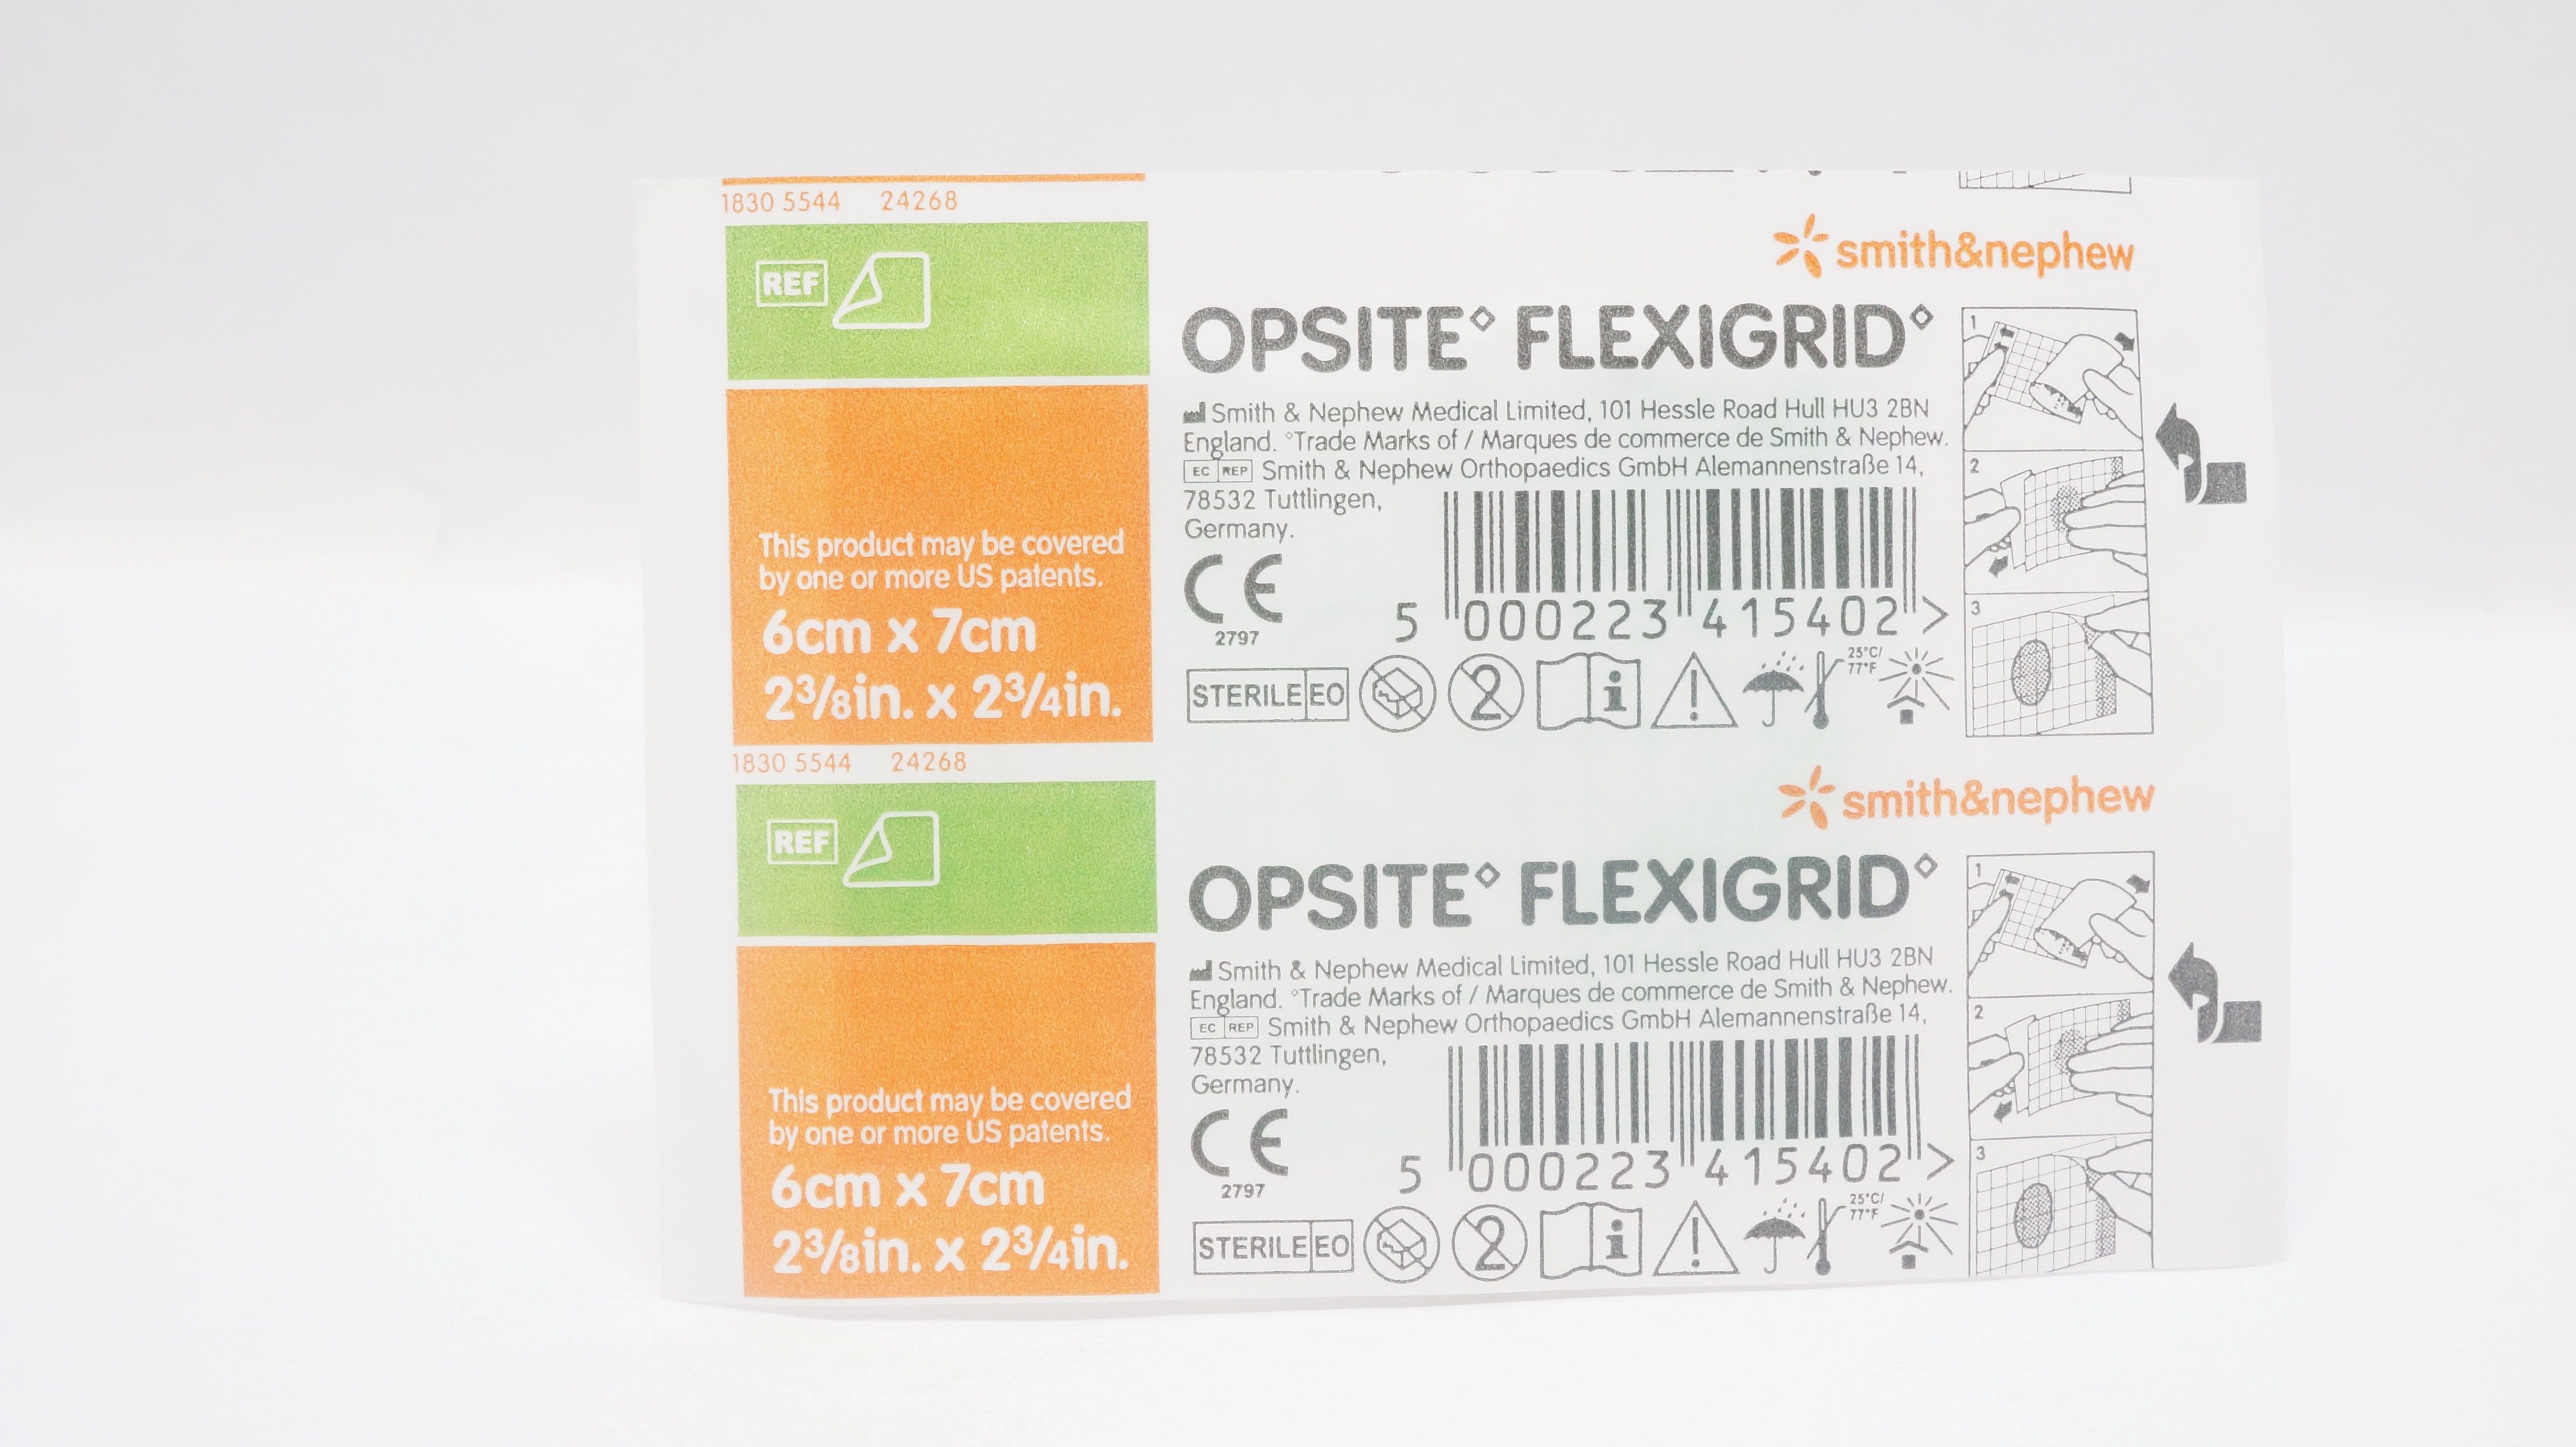 1830 5544 24268
REF
This product may be covered
by one or more US patents.
6cm x 7cm
2³/₈in. x 2³/₄in.
smith&nephew
OPSITE◊ FLEXIGRID◊
Smith & Nephew Medical Limited, 101 Hessle Road Hull HU3 2BN
England. ◊Trade Marks of / Marques de commerce de Smith & Nephew.
EC REP Smith & Nephew Orthopaedics GmbH Alemannenstraße 14,
78532 Tuttlingen,
Germany.
CE
2797
5 000223 415402 >
STERILE EO
2
i
!
25°C/
77°F
1
2
3
1830 5544 24268
REF
This product may be covered
by one or more US patents.
6cm x 7cm
2³/₈in. x 2³/₄in.
smith&nephew
OPSITE◊ FLEXIGRID◊
Smith & Nephew Medical Limited, 101 Hessle Road Hull HU3 2BN
England. ◊Trade Marks of / Marques de commerce de Smith & Nephew.
EC REP Smith & Nephew Orthopaedics GmbH Alemannenstraße 14,
78532 Tuttlingen,
Germany.
CE
2797
5 000223 415402 >
STERILE EO
2
i
!
25°C/
77°F
1
2
3